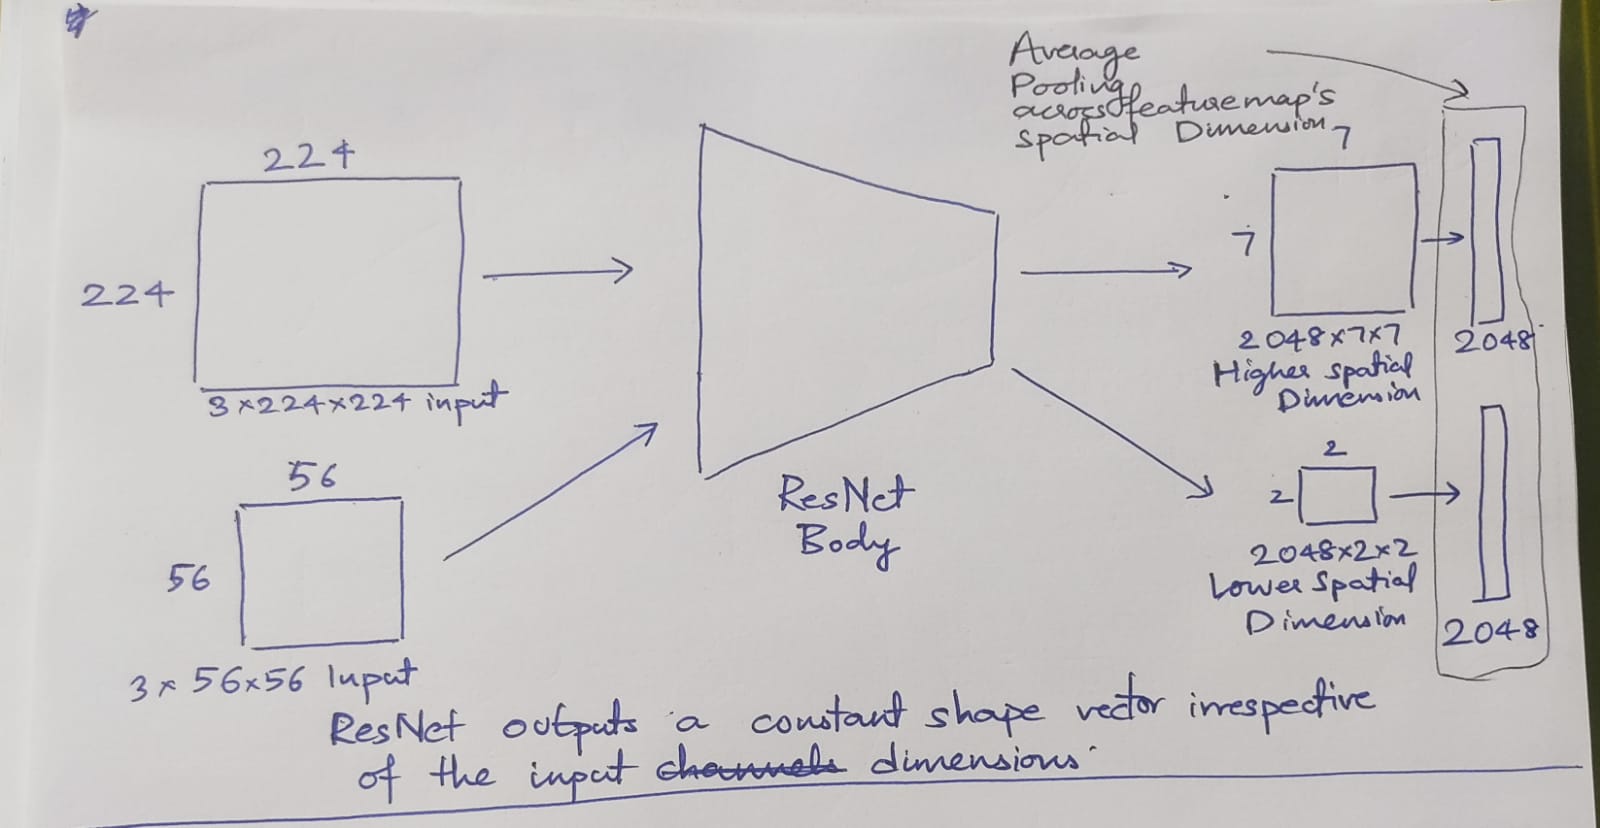 Average
Pooling
across feature map's
Spatial Dimension
224
224
3×224×224 input
56
56
3×56×56 Input
ResNet
Body
7
7
2048×7×7
Higher spatial
Dimension
2048
2
2
2048×2×2
Lower Spatial
Dimension
2048
ResNet outputs a constant shape vector irrespective
of the input channels dimensions.